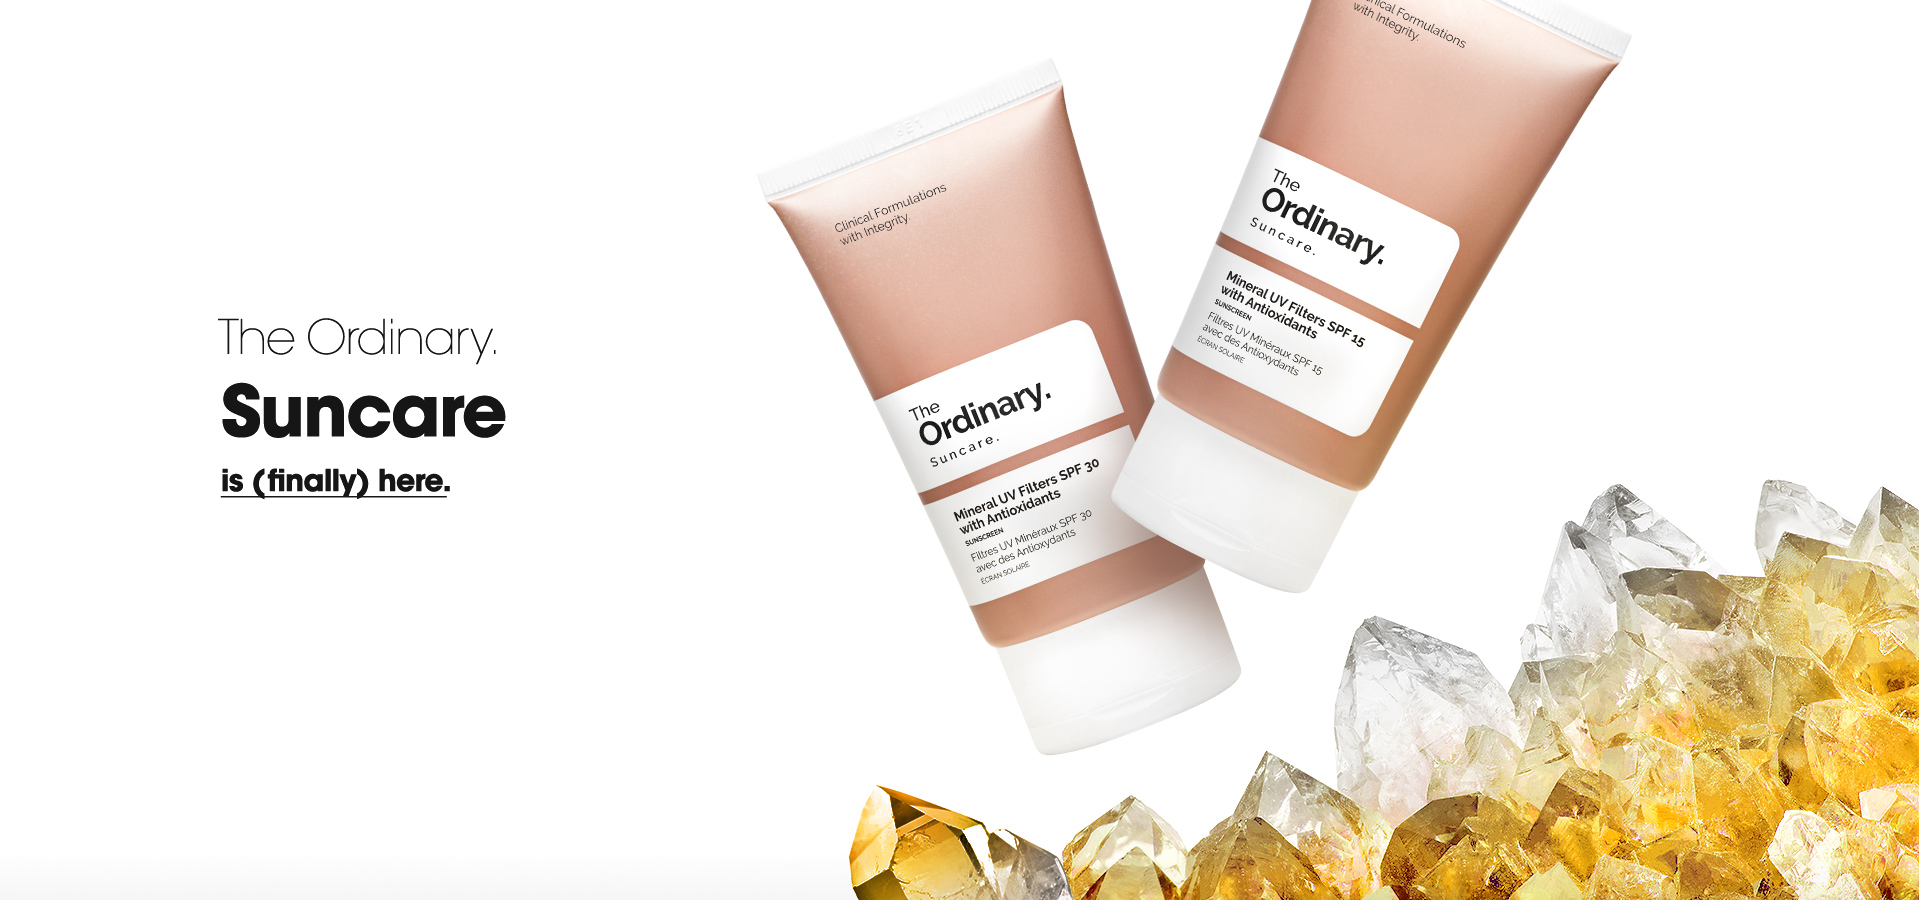 The Ordinary.
Suncare
is (finally) here.
Clinical Formulations
with Integrity.
The
Ordinary.
Suncare.
Mineral UV Filters SPF 30
with Antioxidants
SUNSCREEN
Filtres UV Minéraux SPF 30
avec des Antioxydants
ÉCRAN SOLAIRE
Formulations
with Integrity.
The
Ordinary.
Suncare.
Mineral UV Filters SPF 15
with Antioxidants
SUNSCREEN
Filtres UV Minéraux SPF 15
avec des Antioxydants
ÉCRAN SOLAIRE